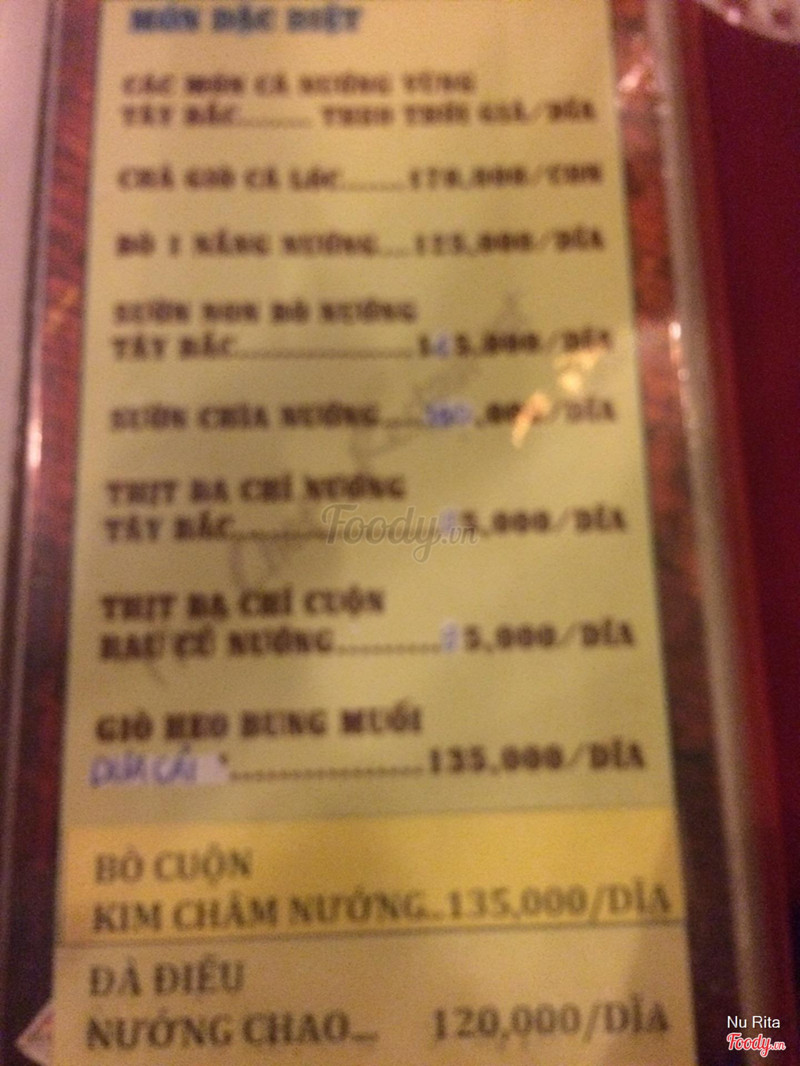 MÓN ĐẶC BIỆT
CÁC MÓN CÁ NƯỚNG VÙNG
TÂY BẮC........ THEO THỜI GIÁ/DĨA
CHẢ GIÒ CÁ LÓC.......170,000/CON
BÒ 1 NẮNG NƯỚNG...125,000/DĨA
SƯỜN NON BÒ NƯỚNG
TÂY BẮC
SƯỜN CHÌA NƯỚNG
THỊT BA CHỈ NƯỚNG
TÂY BẮC
Foody.vn
THỊT BA CHỈ CUỘN
RAU CỦ NƯỚNG
GIÒ HEO BUNG MUỐI
DƯA CẢI ..................135,000/DĨA
BÒ CUỘN
KIM CHÂM NƯỚNG..135,000/DĨA
ĐÀ ĐIỂU
NƯỚNG CHAO... 120,000/DĨA
Nu Rita
Foody.vn